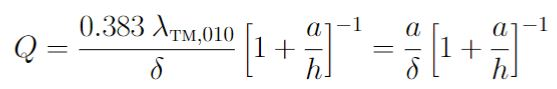 Q = \frac{0.383 \, \lambda_{\text{TM},010}}{\delta} \left[ 1 + \frac{a}{h} \right]^{-1} = \frac{a}{\delta} \left[ 1 + \frac{a}{h} \right]^{-1}